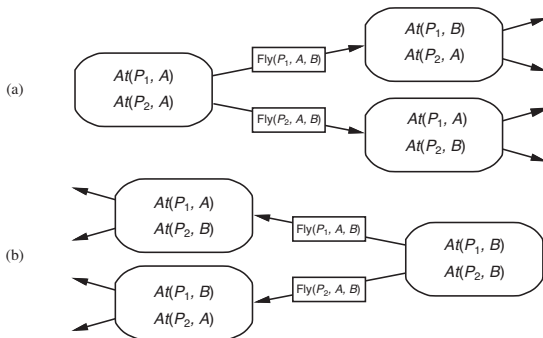 (a)
At(P₁, A)
At(P₂, A)
Fly(P₁, A, B)
Fly(P₂, A, B)
At(P₁, B)
At(P₂, A)
At(P₁, A)
At(P₂, B)
(b)
At(P₁, A)
At(P₂, B)
At(P₁, B)
At(P₂, A)
Fly(P₁, A, B)
Fly(P₂, A, B)
At(P₁, B)
At(P₂, B)